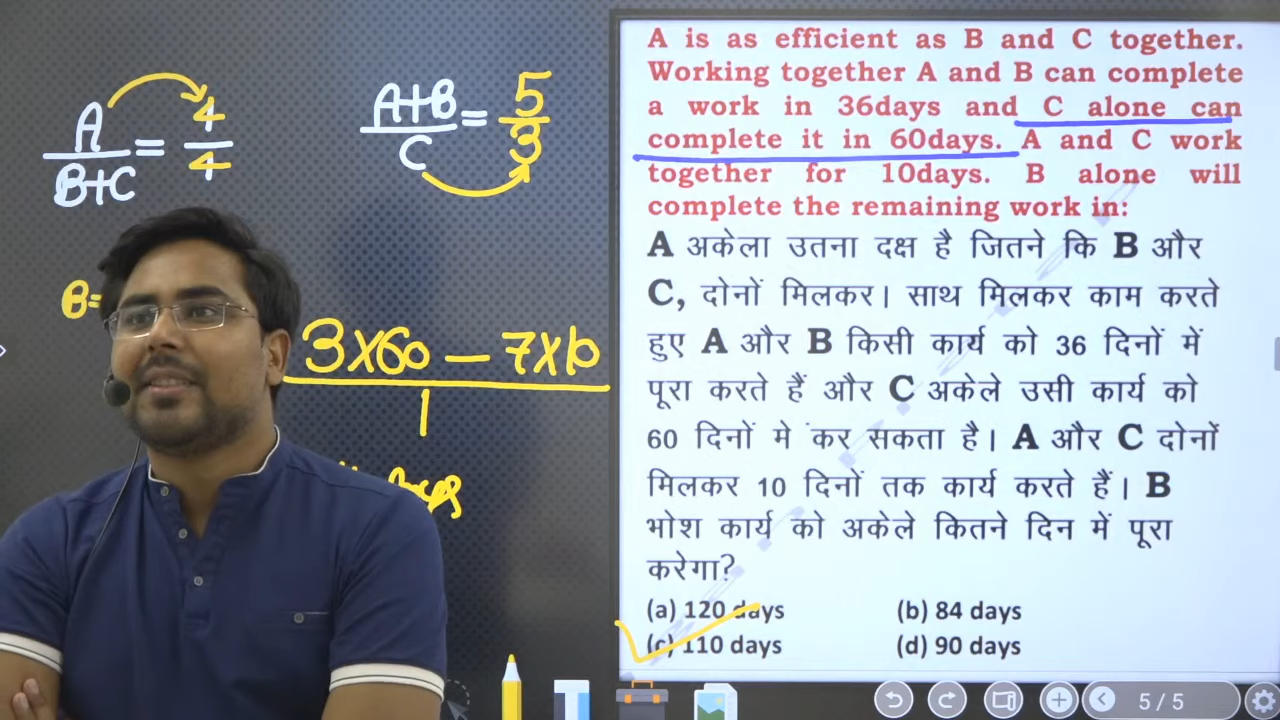 A/(B+C) = 4/4
(A+B)/C = 5/3
B=
3×60 – 7×10
1
A is as efficient as B and C together.
Working together A and B can complete
a work in 36days and C alone can
complete it in 60days. A and C work
together for 10days. B alone will
complete the remaining work in:
A अकेला उतना दक्ष है जितने कि B और
C, दोनों मिलकर। साथ मिलकर काम करते
हुए A और B किसी कार्य को 36 दिनों में
पूरा करते हैं और C अकेले उसी कार्य को
60 दिनों मे कर सकता है। A और C दोनों
मिलकर 10 दिनों तक कार्य करते हैं। B
भोश कार्य को अकेले कितने दिन में पूरा
करेगा?
(a) 120 days (b) 84 days
(c) 110 days (d) 90 days
5 / 5